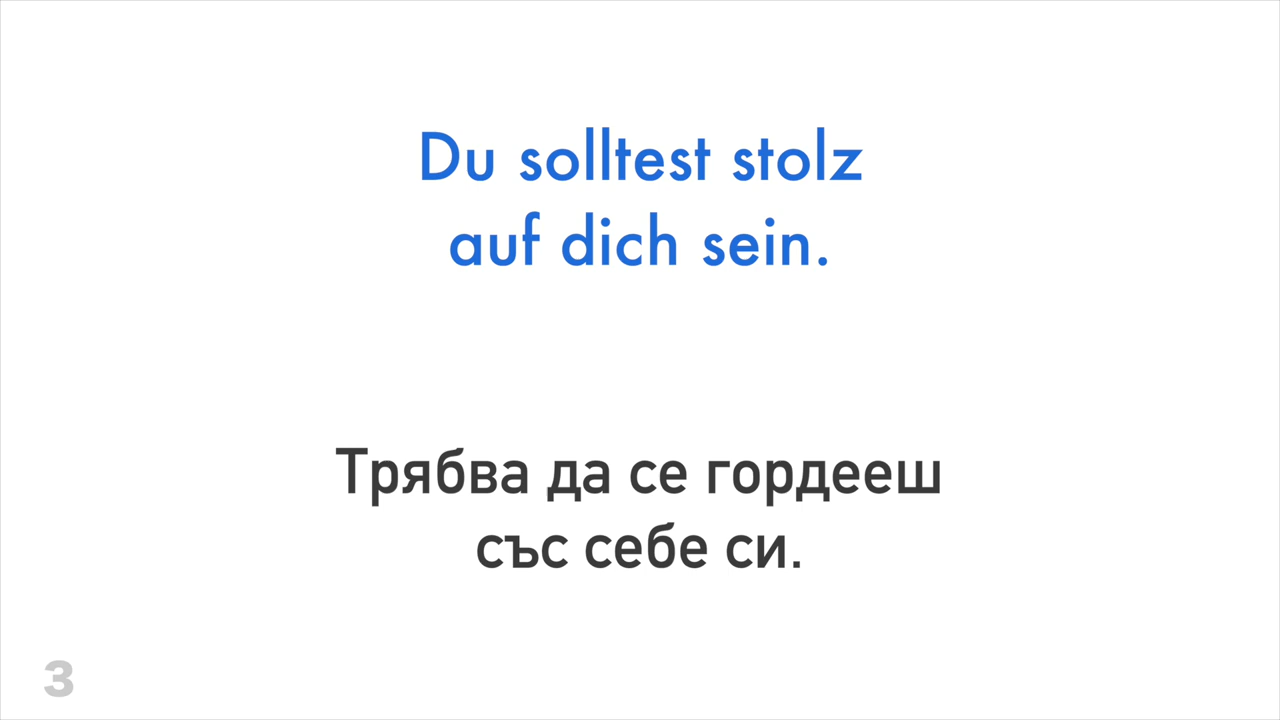 Du solltest stolz
auf dich sein.
Трябва да се гордееш
със себе си.
3